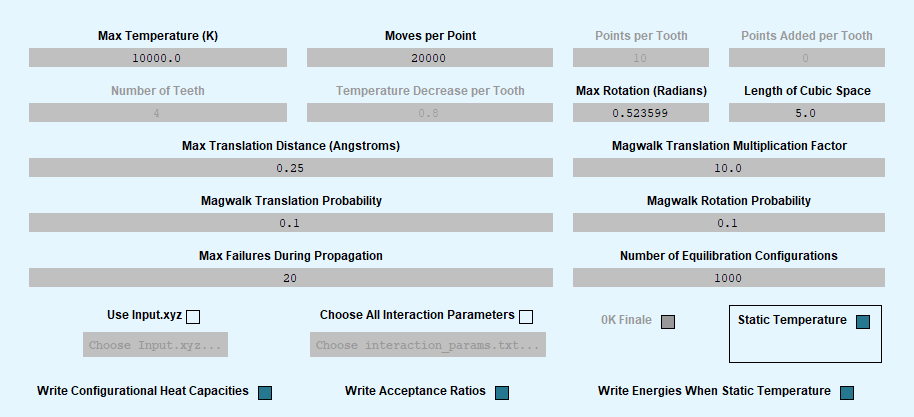 Max Temperature (K) Moves per Point Points per Tooth Points Added per Tooth
10000.0 20000 10 0
Number of Teeth Temperature Decrease per Tooth Max Rotation (Radians) Length of Cubic Space
4 0.8 0.523599 5.0
Max Translation Distance (Angstroms) Magwalk Translation Multiplication Factor
0.25 10.0
Magwalk Translation Probability Magwalk Rotation Probability
0.1 0.1
Max Failures During Propagation Number of Equilibration Configurations
20 1000
Use Input.xyz Choose All Interaction Parameters 0K Finale Static Temperature
Choose Input.xyz... Choose interaction_params.txt...
Write Configurational Heat Capacities Write Acceptance Ratios Write Energies When Static Temperature